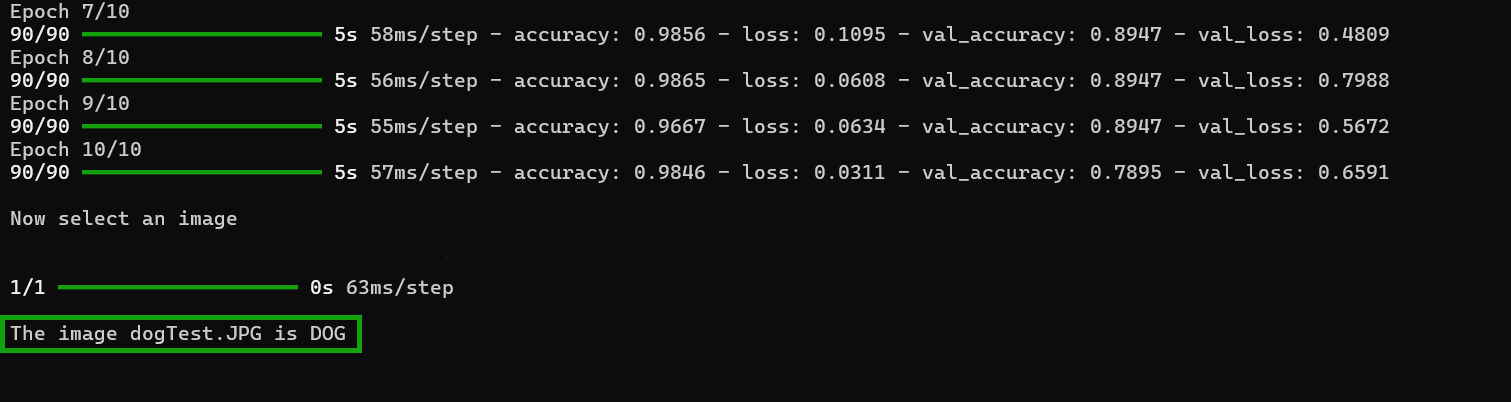 Epoch 7/10
90/90 5s 58ms/step - accuracy: 0.9856 - loss: 0.1095 - val_accuracy: 0.8947 - val_loss: 0.4809
Epoch 8/10
90/90 5s 56ms/step - accuracy: 0.9865 - loss: 0.0608 - val_accuracy: 0.8947 - val_loss: 0.7988
Epoch 9/10
90/90 5s 55ms/step - accuracy: 0.9667 - loss: 0.0634 - val_accuracy: 0.8947 - val_loss: 0.5672
Epoch 10/10
90/90 5s 57ms/step - accuracy: 0.9846 - loss: 0.0311 - val_accuracy: 0.7895 - val_loss: 0.6591
Now select an image
1/1 0s 63ms/step
The image dogTest.JPG is DOG